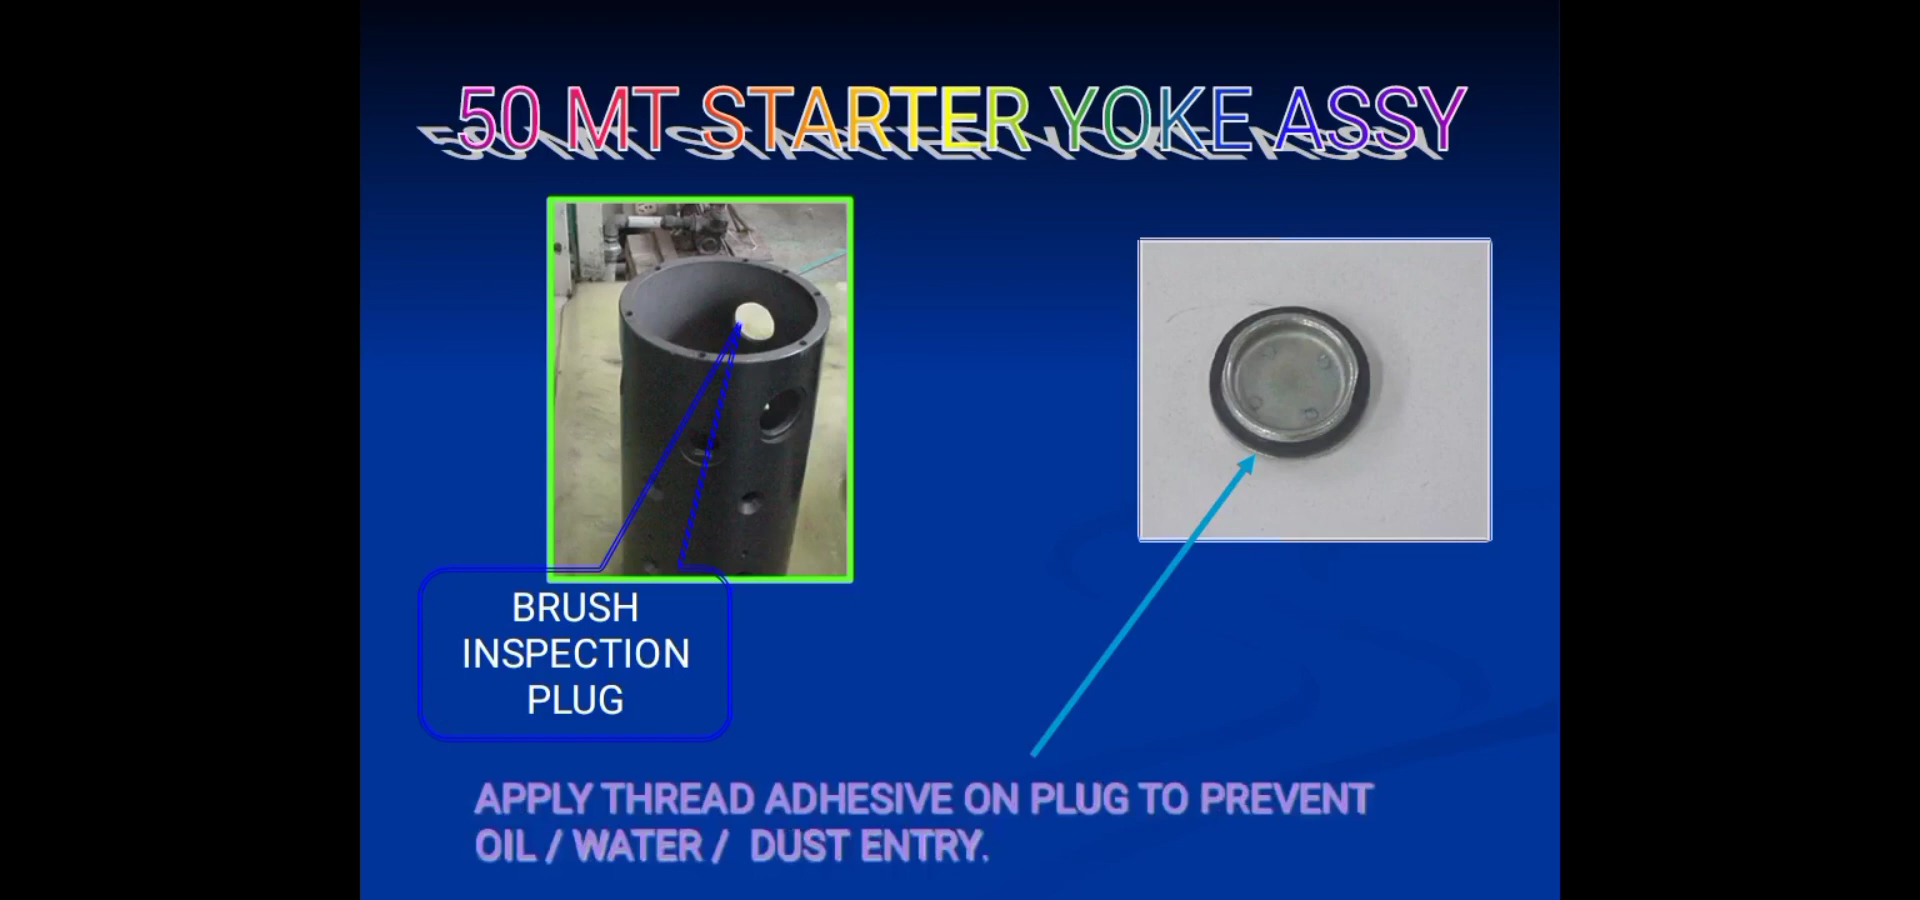 50 MT STARTER YOKE ASSY
BRUSH
INSPECTION
PLUG
APPLY THREAD ADHESIVE ON PLUG TO PREVENT
OIL / WATER /  DUST ENTRY.